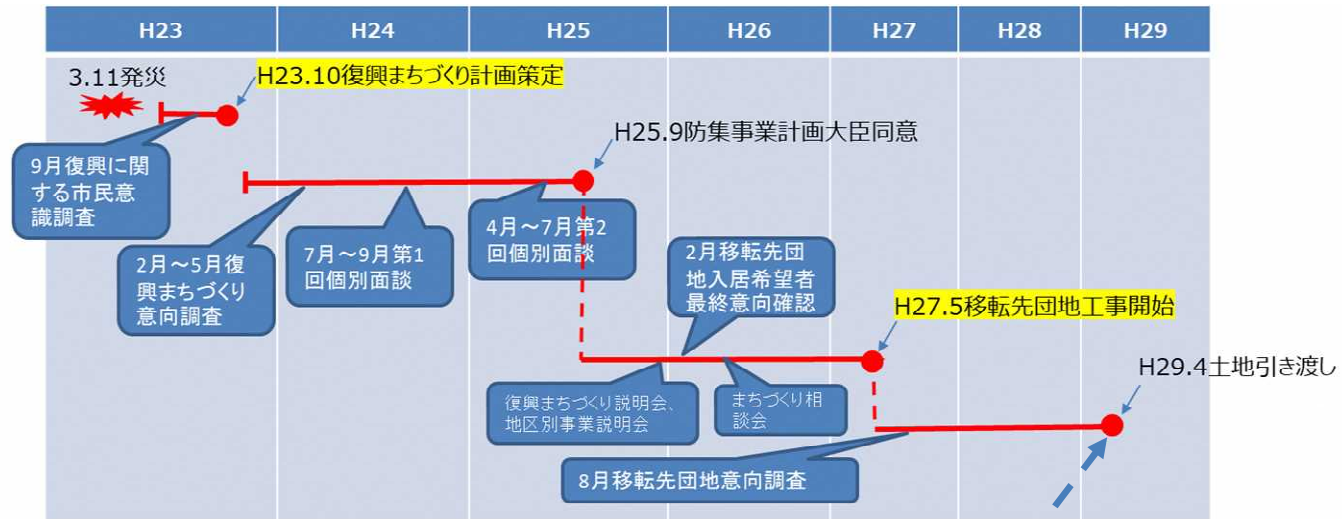 H23
H24
H25
H26
H27
H28
H29
3.11発災
H23.10復興まちづくり計画策定
H25.9防集事業計画大臣同意
9月復興に関
する市民意
識調査
2月～5月復
興まちづくり
意向調査
7月～9月第1
回個別面談
4月～7月第2
回個別面談
2月移転先団
地入居希望者
最終意向確認
H27.5移転先団地工事開始
H29.4土地引き渡し
復興まちづくり説明会、
地区別事業説明会
まちづくり相
談会
8月移転先団地意向調査